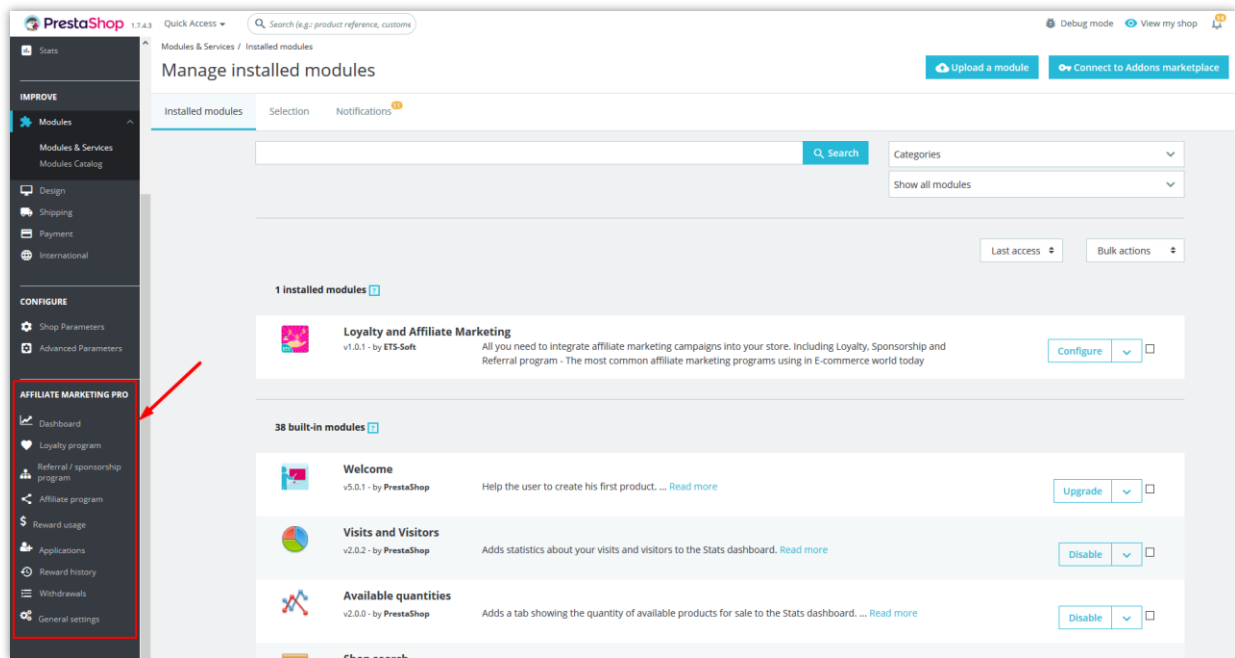 PrestaShop 1.7.4.3 Quick Access Search (e.g.: product reference, custome Debug mode View my shop 14
Stats
IMPROVE
Modules
Modules & Services
Modules Catalog
Design
Shipping
Payment
International
CONFIGURE
Shop Parameters
Advanced Parameters
AFFILIATE MARKETING PRO
Dashboard
Loyalty program
Referral / sponsorship
program
Affiliate program
$ Reward usage
Applications
Reward history
Withdrawals
General settings
Modules & Services / Installed modules
Manage installed modules
Upload a module Connect to Addons marketplace
Installed modules Selection Notifications 11
Search Categories
Show all modules
Last access Bulk actions
1 installed modules ?
Loyalty and Affiliate Marketing
v1.0.1 - by ETS-Soft All you need to integrate affiliate marketing campaigns into your store. Including Loyalty, Sponsorship and
Referral program - The most common affiliate marketing programs using in E-commerce world today
Configure
38 built-in modules ?
Welcome
v5.0.1 - by PrestaShop Help the user to create his first product. ... Read more
Upgrade
Visits and Visitors
v2.0.2 - by PrestaShop Adds statistics about your visits and visitors to the Stats dashboard. Read more
Disable
Available quantities
v2.0.0 - by PrestaShop Adds a tab showing the quantity of available products for sale to the Stats dashboard. ... Read more
Disable
Shop search